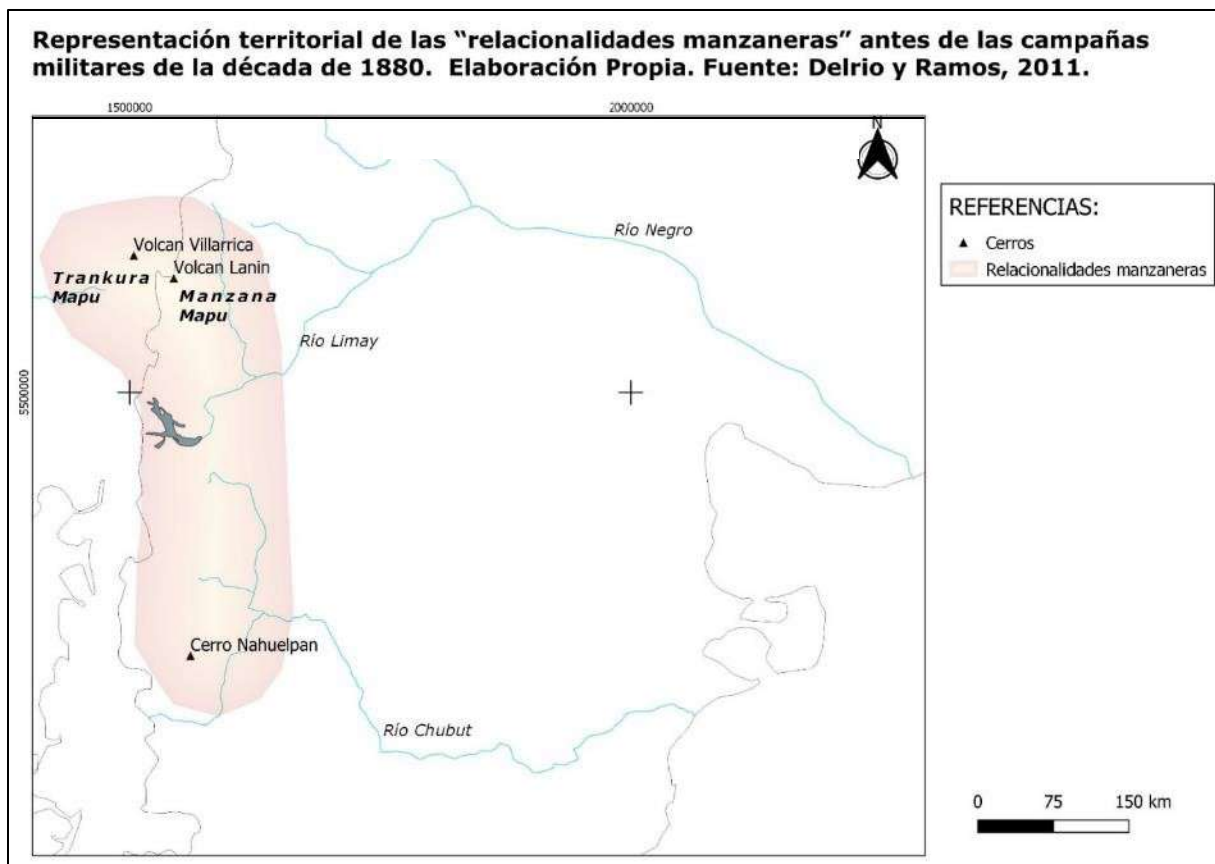 Representación territorial de las “relacionalidades manzaneras” antes de las campañas
militares de la década de 1880.  Elaboración Propia. Fuente: Delrio y Ramos, 2011.
1500000
2000000
N
REFERENCIAS:
Cerros
Relacionalidades manzaneras
Río Negro
Volcan Villarrica
Volcan Lanin
Trankura
Mapu
Manzana
Mapu
Río Limay
5500000
Cerro Nahuelpan
Río Chubut
0 75 150 km